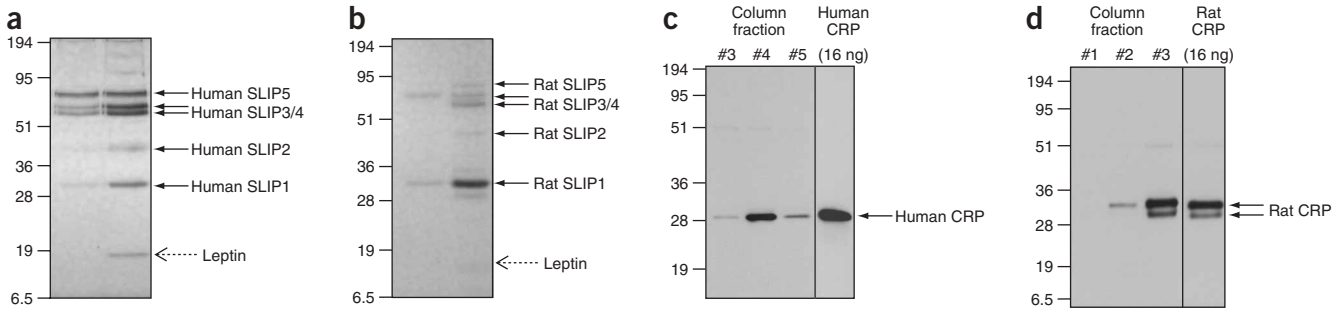 a
194
95
51
36
28
19
6.5
Human SLIP5
Human SLIP3/4
Human SLIP2
Human SLIP1
Leptin
b
194
95
51
36
28
19
6.5
Rat SLIP5
Rat SLIP3/4
Rat SLIP2
Rat SLIP1
Leptin
c
Column
fraction
Human
CRP
#3 #4 #5 (16 ng)
194
95
51
36
28
19
Human CRP
d
Column
fraction
Rat
CRP
#1 #2 #3 (16 ng)
194
95
51
36
28
19
6.5
Rat CRP